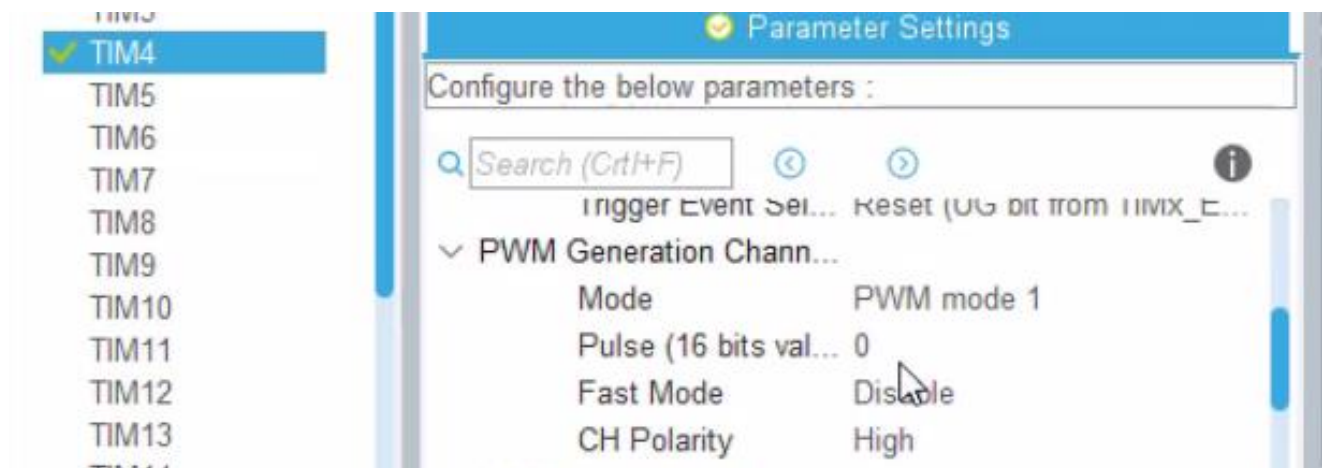 TIM3
TIM4
TIM5
TIM6
TIM7
TIM8
TIM9
TIM10
TIM11
TIM12
TIM13
Parameter Settings
Configure the below parameters :
Search (Crtl+F)
Trigger Event Sel... Reset (UG bit from TIMx_E...
PWM Generation Chann...
Mode PWM mode 1
Pulse (16 bits val... 0
Fast Mode Disable
CH Polarity High